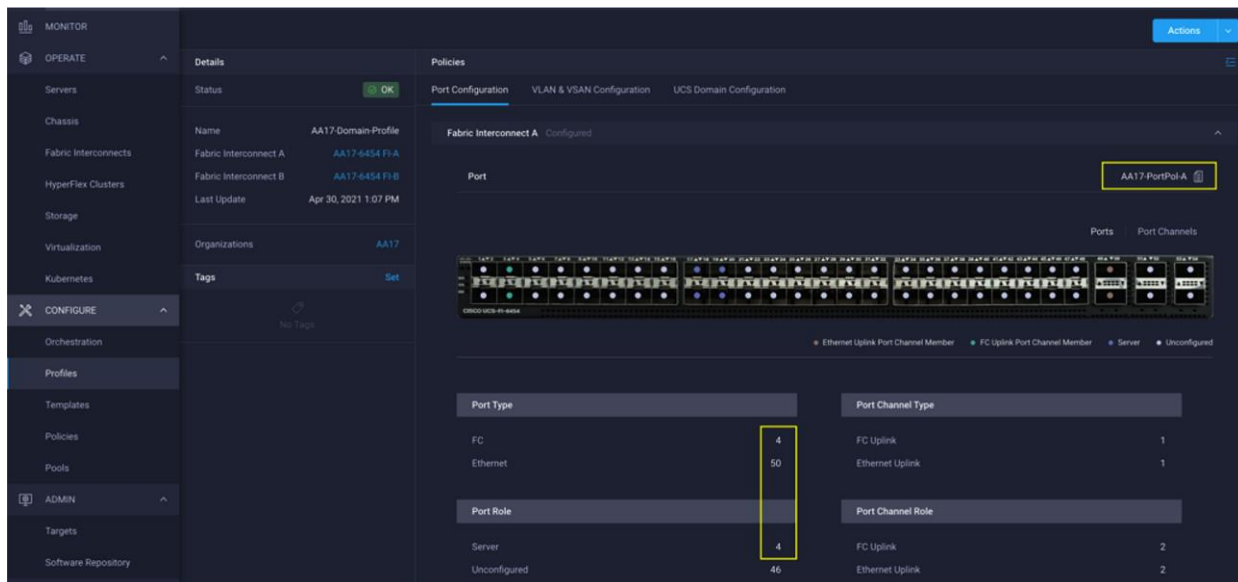 MONITOR
Actions
OPERATE
Details
Policies
Servers
Status
OK
Port Configuration
VLAN & VSAN Configuration
UCS Domain Configuration
Chassis
Name
AA17-Domain-Profile
Fabric Interconnect A
Configured
Fabric Interconnects
Fabric Interconnect A
AA17-6454 FI-A
Fabric Interconnect B
AA17-6454 FI-B
Port
AA17-PortPol-A
HyperFlex Clusters
Last Update
Apr 30, 2021 1:07 PM
Storage
Ports
Port Channels
Virtualization
Organizations
AA17
Kubernetes
Tags
Set
CONFIGURE
CISCO UCS-FI-6454
No Tags
Orchestration
Ethernet Uplink Port Channel Member
FC Uplink Port Channel Member
Server
Unconfigured
Profiles
Templates
Port Type
Port Channel Type
Policies
FC
4
FC Uplink
1
Pools
Ethernet
50
Ethernet Uplink
1
ADMIN
Port Role
Port Channel Role
Targets
Server
4
FC Uplink
2
Software Repository
Unconfigured
46
Ethernet Uplink
2